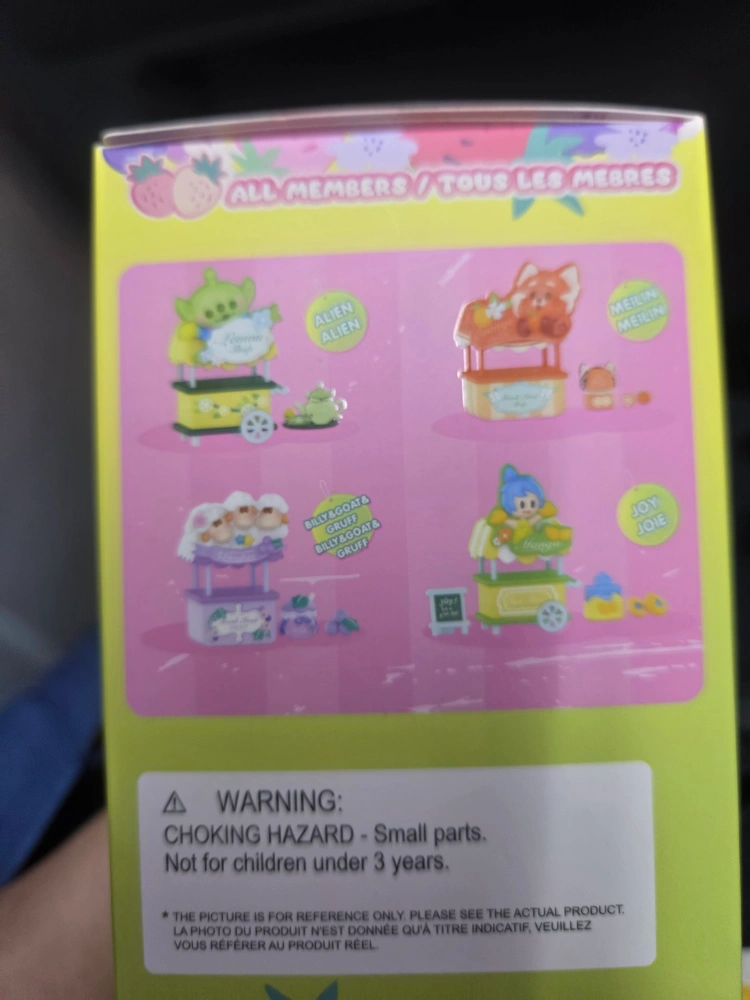 ALL MEMBERS / TOUS LES MEBRES
ALIEN
ALIEN
MEILIN
MEILIN
BILLY&GOAT&
GRUFF
BILLY&GOAT&
GRUFF
JOY
JOIE
⚠ WARNING:
CHOKING HAZARD - Small parts.
Not for children under 3 years.
* THE PICTURE IS FOR REFERENCE ONLY. PLEASE SEE THE ACTUAL PRODUCT.
LA PHOTO DU PRODUIT N'EST DONNÉE QU'À TITRE INDICATIF, VEUILLEZ
VOUS RÉFÉRER AU PRODUIT RÉEL.